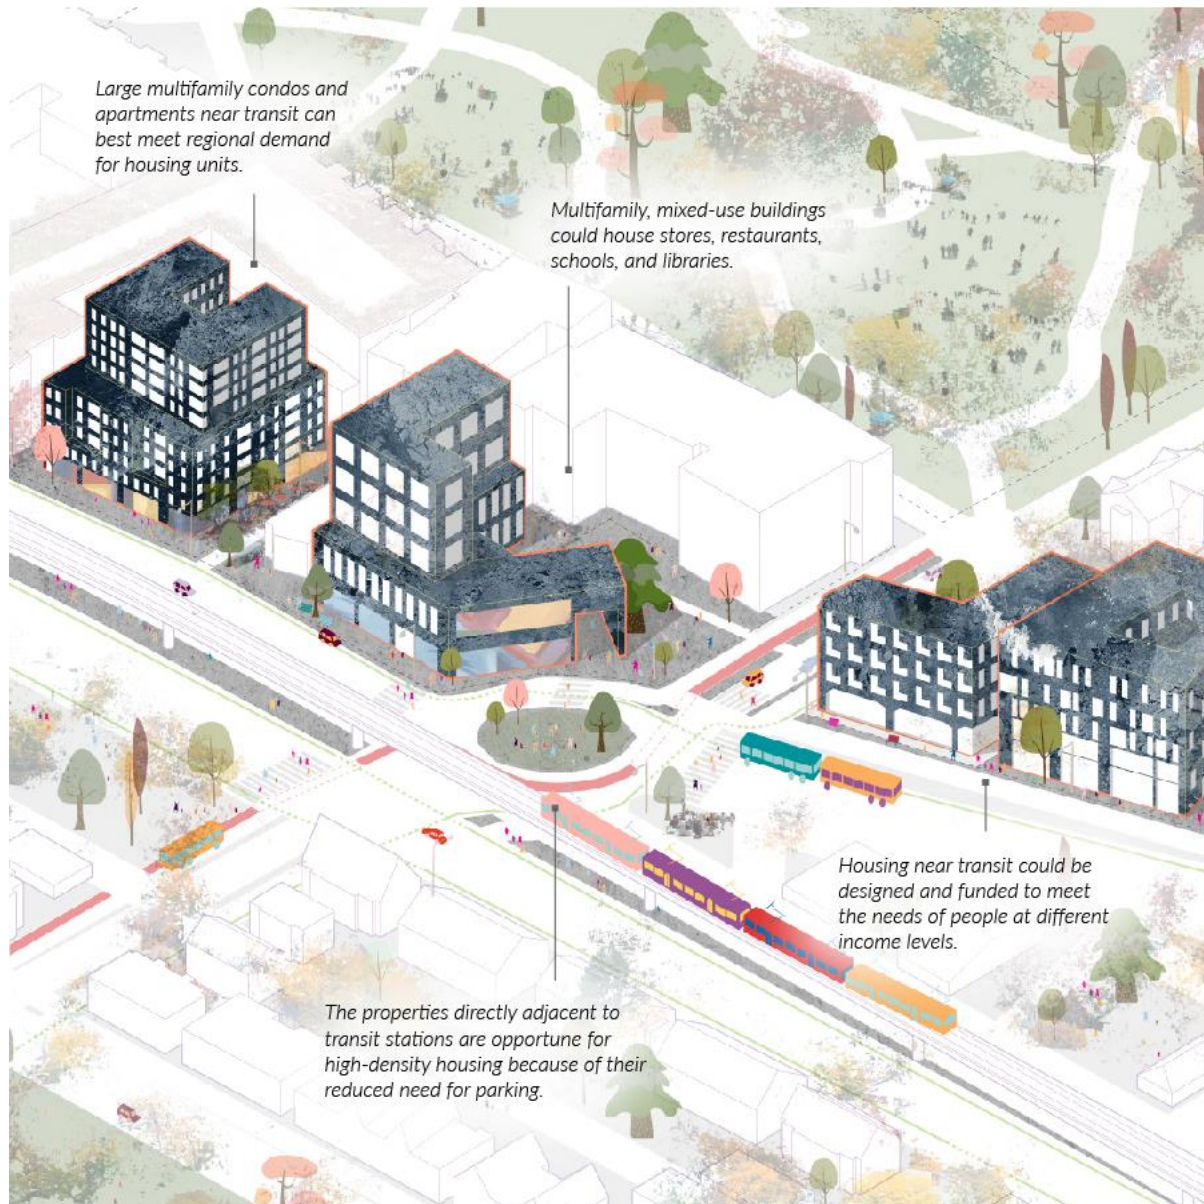 Large multifamily condos and
apartments near transit can
best meet regional demand
for housing units.
Multifamily, mixed-use buildings
could house stores, restaurants,
schools, and libraries.
Housing near transit could be
designed and funded to meet
the needs of people at different
income levels.
The properties directly adjacent to
transit stations are opportune for
high-density housing because of their
reduced need for parking.